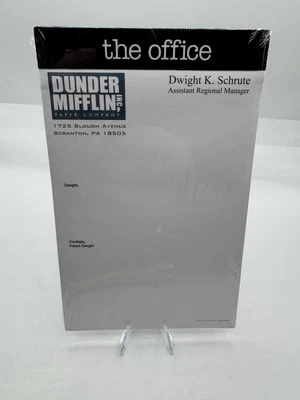 the office
DUNDER
MIFFLIN INC,
PAPER COMPANY
1725 Slough Avenue
Scranton, PA 18505
Dwight K. Schrute
Assistant Regional Manager
Dwight,
Cordially,
Future Dwight